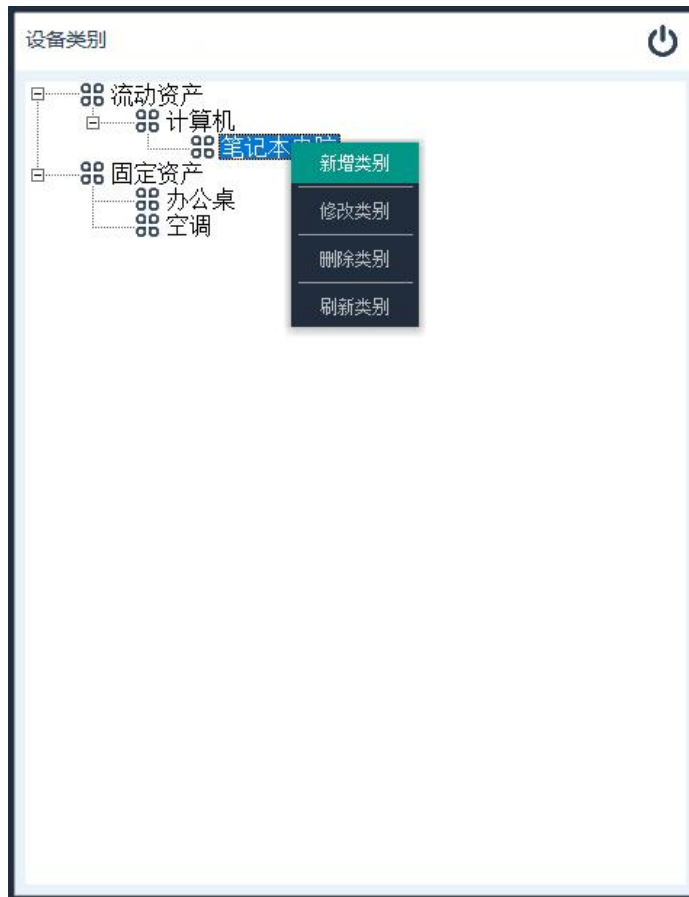 设备类别
流动资产
计算机
笔记本电脑
新增类别
固定资产
修改类别
办公桌
空调
删除类别
刷新类别